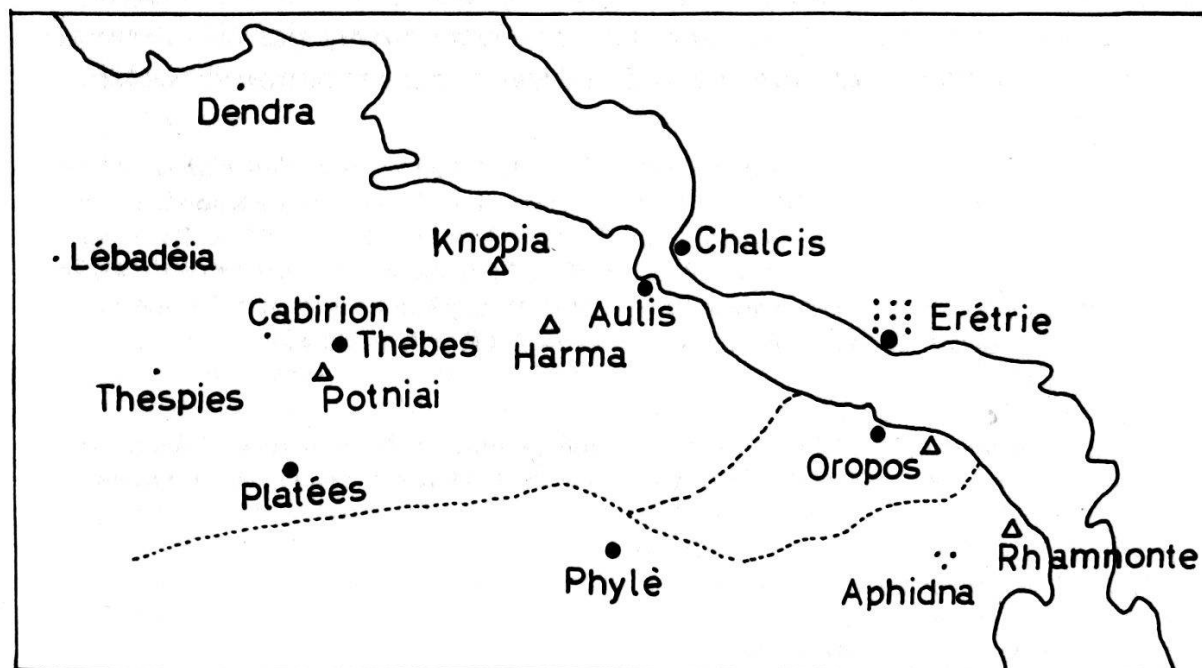 Dendra
Knopia
Chalcis
Lébadéia
Cabirion
Aulis
Erétrie
Thèbes
Harma
Thespies
Potniai
Oropos
Platées
Rhamnonte
Phylè
Aphidna